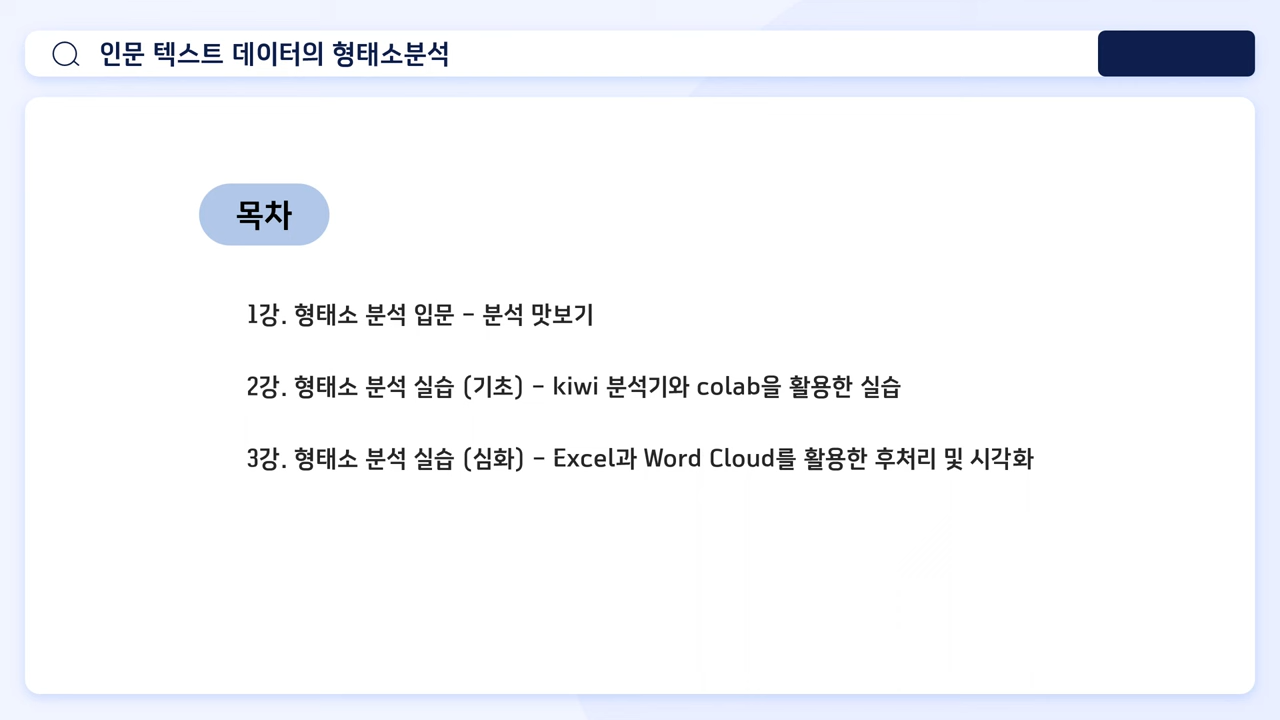 인문 텍스트 데이터의 형태소분석
목차
1강. 형태소 분석 입문 - 분석 맛보기
2강. 형태소 분석 실습 (기초) - kiwi 분석기와 colab을 활용한 실습
3강. 형태소 분석 실습 (심화) - Excel과 Word Cloud를 활용한 후처리 및 시각화